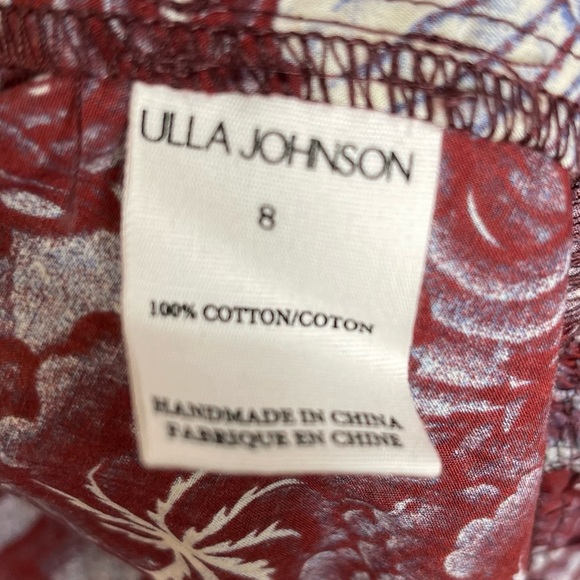 ULLA JOHNSON
8
100% COTTON/COTON
HANDMADE IN CHINA
FABRIQUE EN CHINE